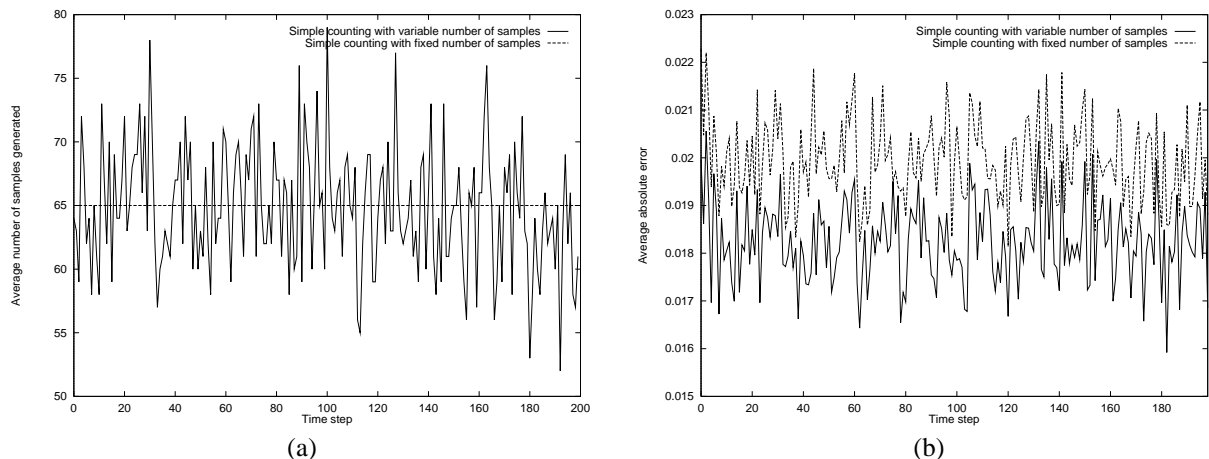 Average number of samples generated
80
75
70
65
60
55
50
Simple counting with variable number of samples
Simple counting with fixed number of samples
0 20 40 60 80 100 120 140 160 180 200
Time step
(a)
Average absolute error
0.023
0.022
0.021
0.02
0.019
0.018
0.017
0.016
0.015
Simple counting with variable number of samples
Simple counting with fixed number of samples
0 20 40 60 80 100 120 140 160 180
Time step
(b)